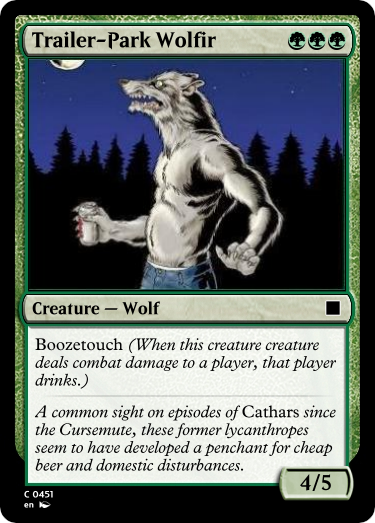 Trailer-Park Wolfir
Creature — Wolf
Boozetouch (When this creature creature
deals combat damage to a player, that player
drinks.)
A common sight on episodes of Cathars since
the Cursemute, these former lycanthropes
seem to have developed a penchant for cheap
beer and domestic disturbances.
4/5
C 0451
en